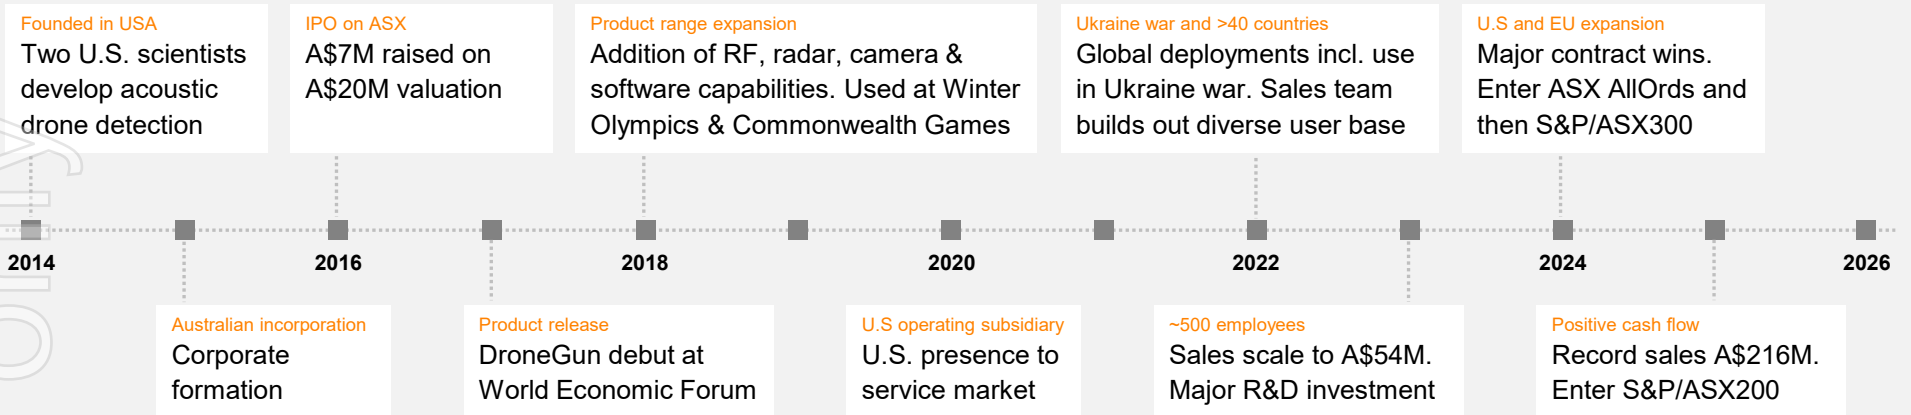 Founded in USA
Two U.S. scientists
develop acoustic
drone detection
IPO on ASX
A$7M raised on
A$20M valuation
Product range expansion
Addition of RF, radar, camera &
software capabilities. Used at Winter
Olympics & Commonwealth Games
Ukraine war and >40 countries
Global deployments incl. use
in Ukraine war. Sales team
builds out diverse user base
U.S and EU expansion
Major contract wins.
Enter ASX AllOrds and
then S&P/ASX300
2014
2016
2018
2020
2022
2024
2026
Australian incorporation
Corporate
formation
Product release
DroneGun debut at
World Economic Forum
U.S operating subsidiary
U.S. presence to
service market
~500 employees
Sales scale to A$54M.
Major R&D investment
Positive cash flow
Record sales A$216M.
Enter S&P/ASX200
only